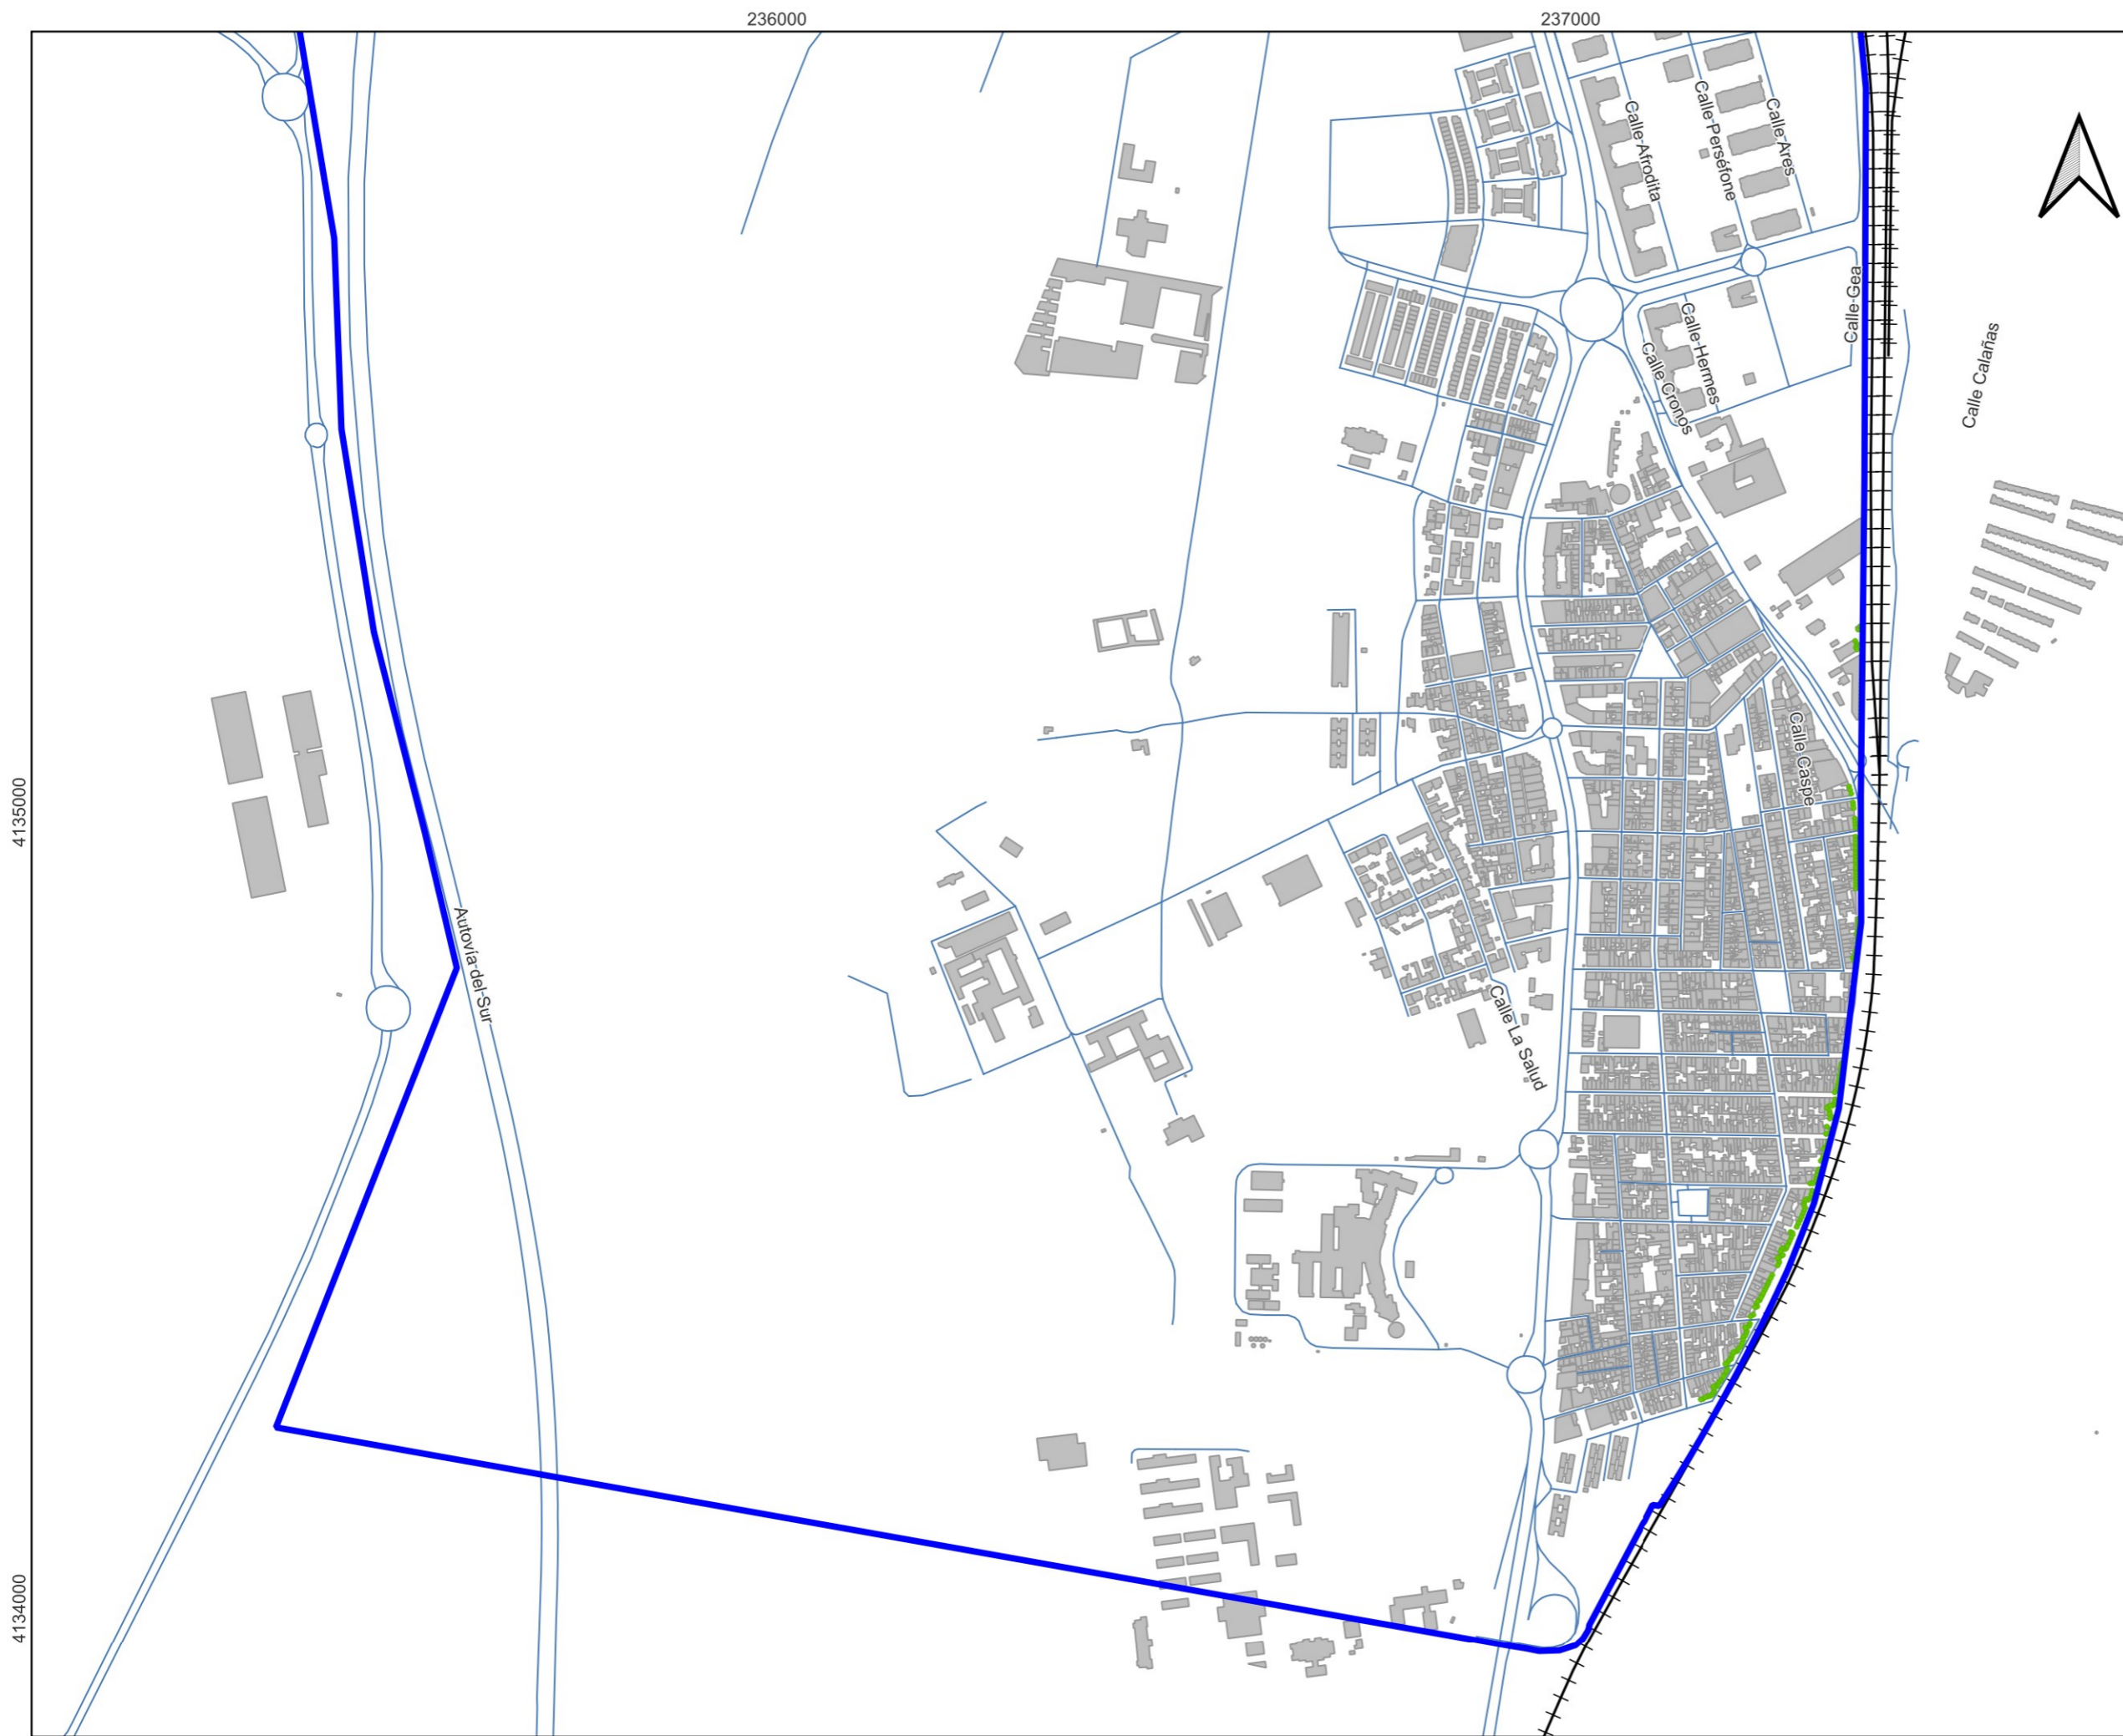 236000
237000
Calle Afrodita
Calle Perséfone
Calle Ares
Calle Gea
Calle Hermes
Calle Cronos
Calle Calañas
Calle Caspe
4135000
Autovía del Sur
Calle La Salud
4134000